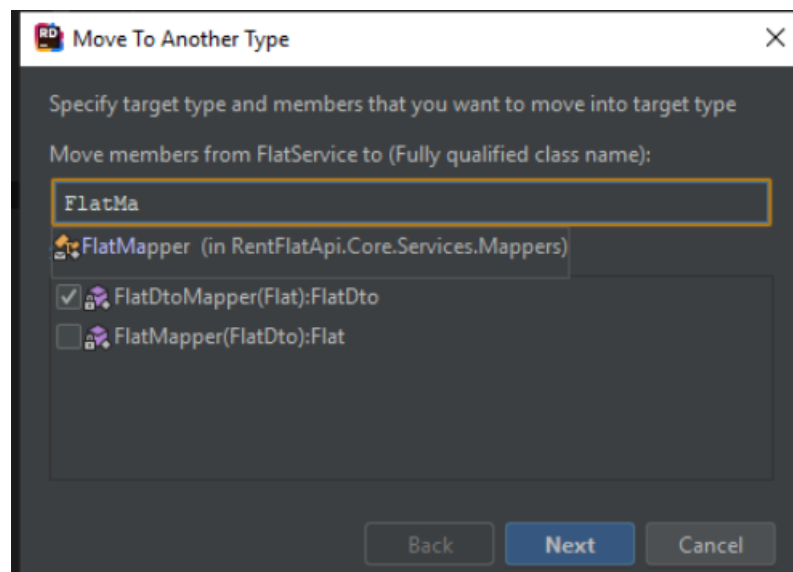 RD Move To Another Type
Specify target type and members that you want to move into target type
Move members from FlatService to (Fully qualified class name):
FlatMa
FlatMapper (in RentFlatApi.Core.Services.Mappers)
FlatDtoMapper(Flat):FlatDto
FlatMapper(FlatDto):Flat
Back Next Cancel